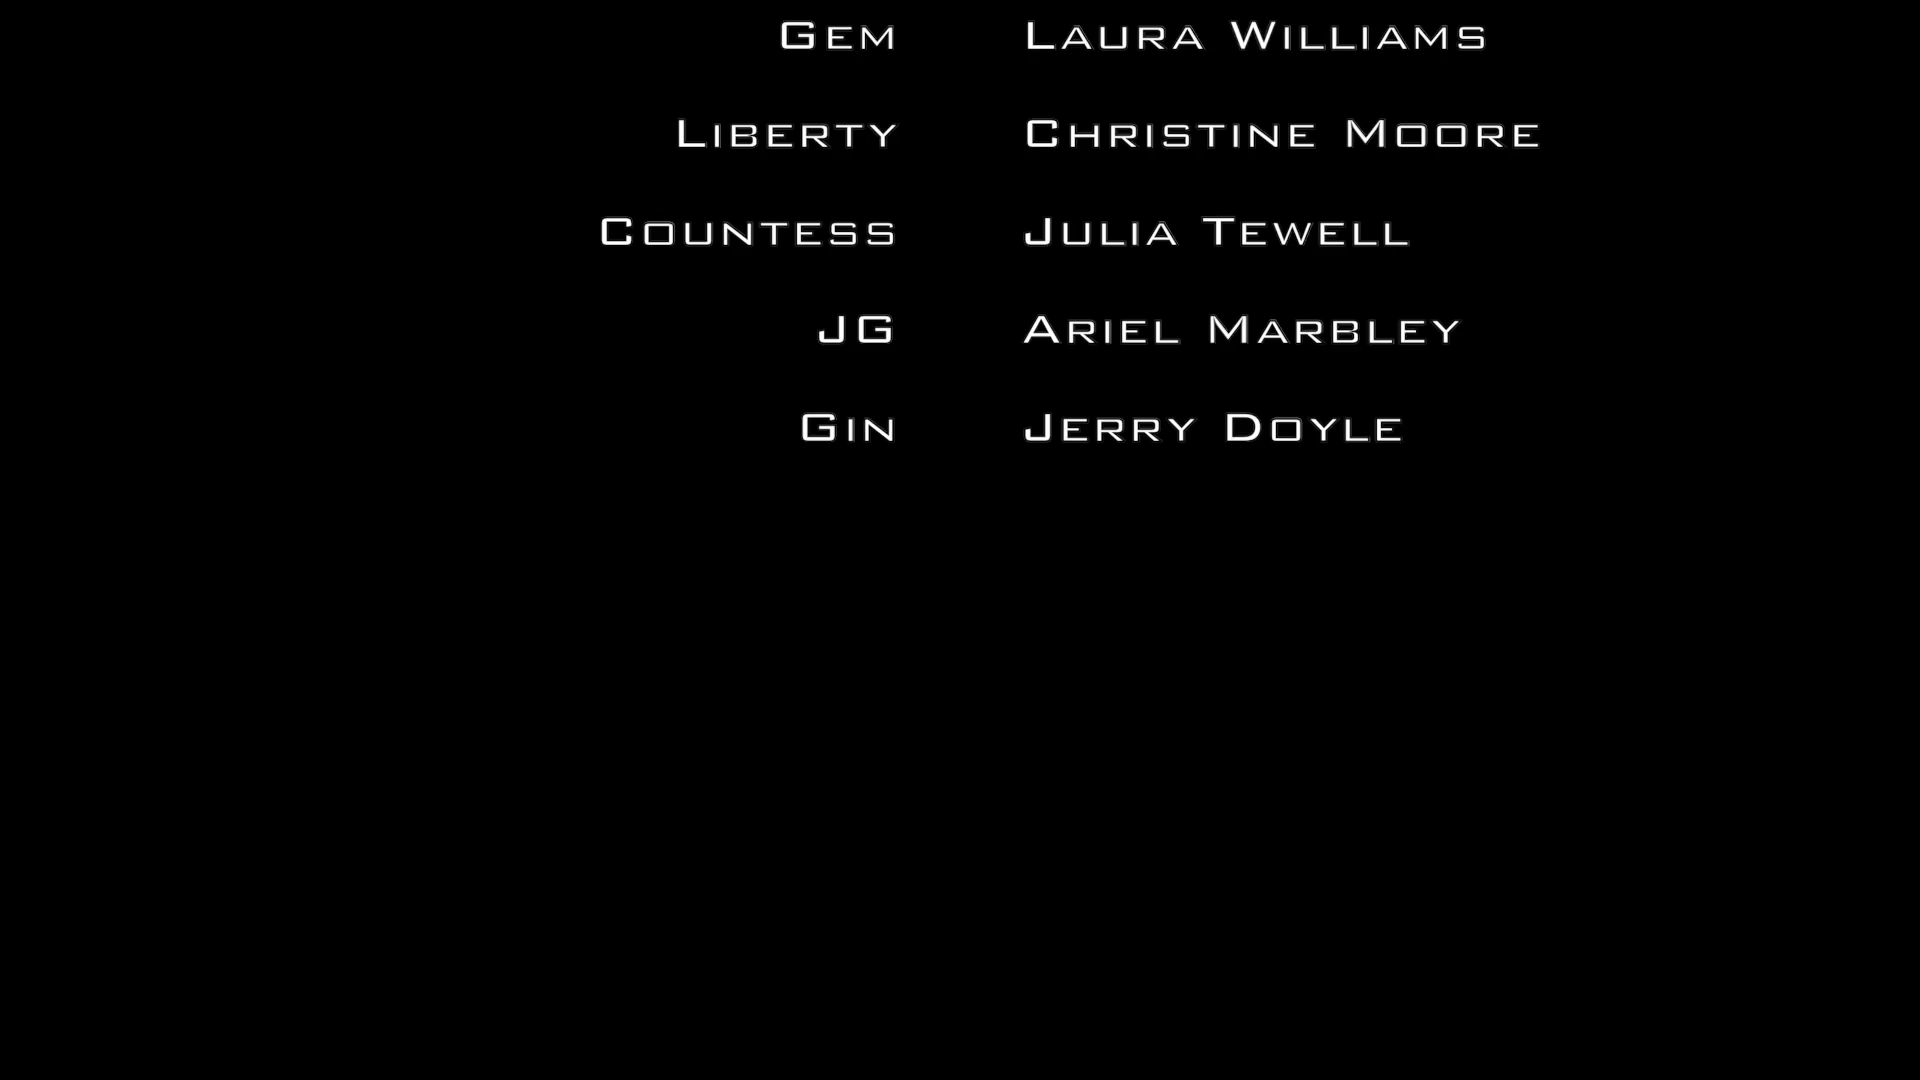 Gem Laura Williams
Liberty Christine Moore
Countess Julia Tewell
JG Ariel Marbley
Gin Jerry Doyle